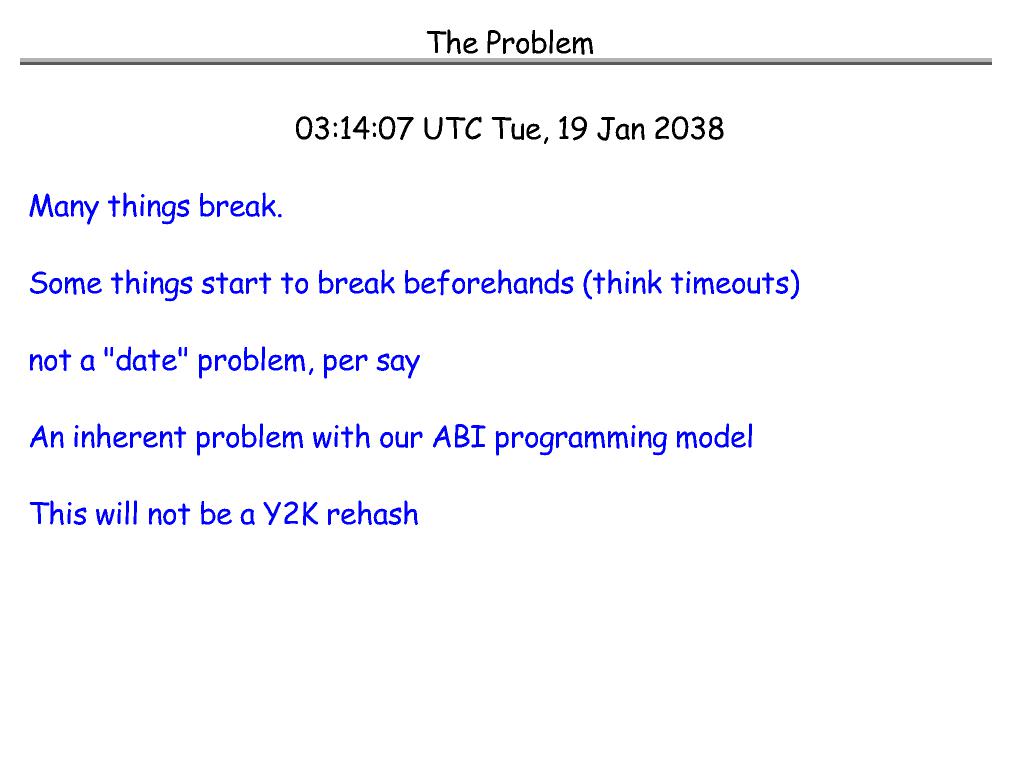 The Problem
03:14:07 UTC Tue, 19 Jan 2038
Many things break.
Some things start to break beforehands (think timeouts)
not a "date" problem, per say
An inherent problem with our ABI programming model
This will not be a Y2K rehash